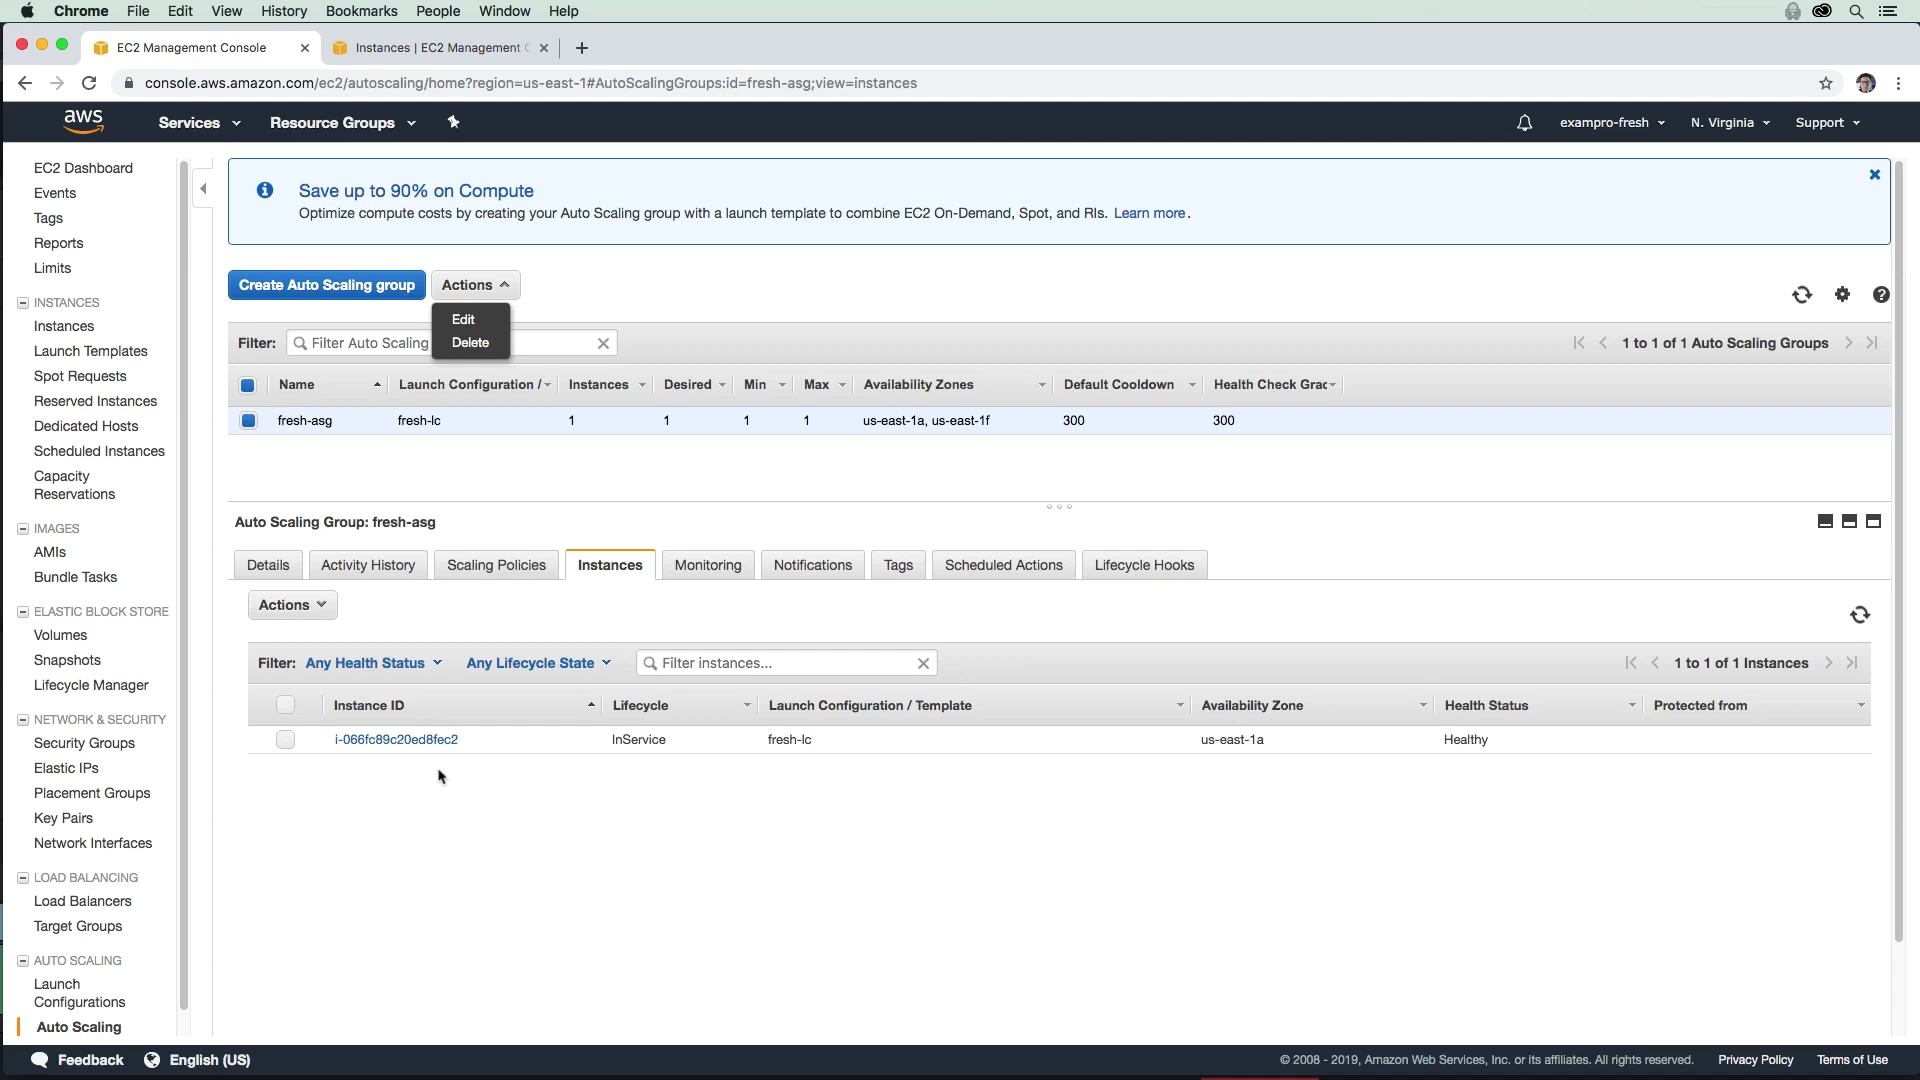 Chrome File Edit View History Bookmarks People Window Help
EC2 Management Console
Instances | EC2 Management C
console.aws.amazon.com/ec2/autoscaling/home?region=us-east-1#AutoScalingGroups:id=fresh-asg;view=instances
aws Services Resource Groups exampro-fresh N. Virginia Support
EC2 Dashboard
Events
Tags
Reports
Limits
INSTANCES
Instances
Launch Templates
Spot Requests
Reserved Instances
Dedicated Hosts
Scheduled Instances
Capacity
Reservations
IMAGES
AMIs
Bundle Tasks
ELASTIC BLOCK STORE
Volumes
Snapshots
Lifecycle Manager
NETWORK & SECURITY
Security Groups
Elastic IPs
Placement Groups
Key Pairs
Network Interfaces
LOAD BALANCING
Load Balancers
Target Groups
AUTO SCALING
Launch
Configurations
Auto Scaling
Save up to 90% on Compute
Optimize compute costs by creating your Auto Scaling group with a launch template to combine EC2 On-Demand, Spot, and RIs. Learn more.
Create Auto Scaling group Actions
Edit
Delete
Filter: Filter Auto Scaling 1 to 1 of 1 Auto Scaling Groups
Name Launch Configuration / Instances Desired Min Max Availability Zones Default Cooldown Health Check Grac
fresh-asg fresh-lc 1 1 1 1 us-east-1a, us-east-1f 300 300
Auto Scaling Group: fresh-asg
Details Activity History Scaling Policies Instances Monitoring Notifications Tags Scheduled Actions Lifecycle Hooks
Actions
Filter: Any Health Status Any Lifecycle State Filter instances... 1 to 1 of 1 Instances
Instance ID Lifecycle Launch Configuration / Template Availability Zone Health Status Protected from
i-066fc89c20ed8fec2 InService fresh-lc us-east-1a Healthy
Feedback English (US) © 2008 - 2019, Amazon Web Services, Inc. or its affiliates. All rights reserved. Privacy Policy Terms of Use